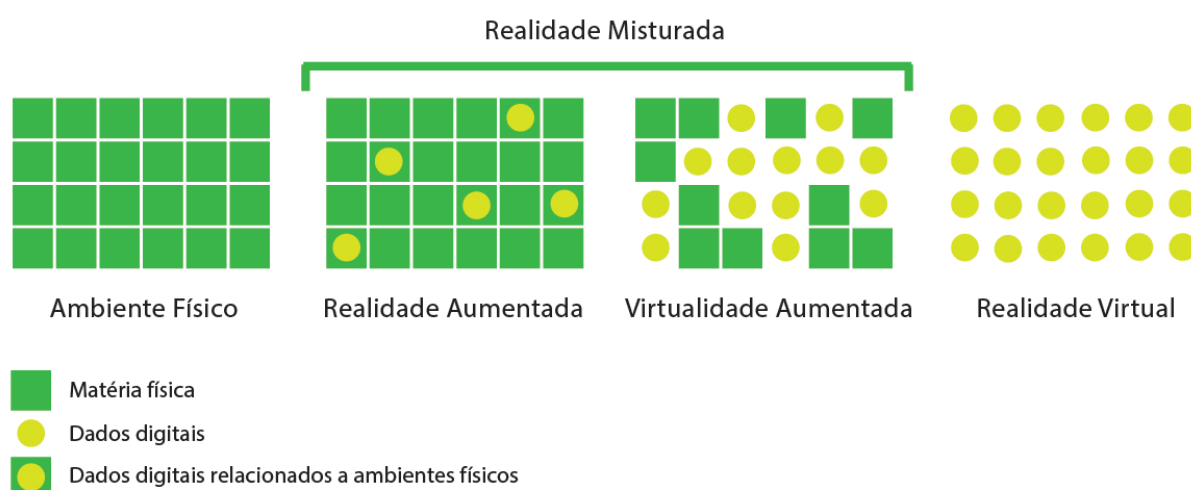 Realidade Misturada
Ambiente Físico
Realidade Aumentada
Virtualidade Aumentada
Realidade Virtual
Matéria física
Dados digitais
Dados digitais relacionados a ambientes físicos